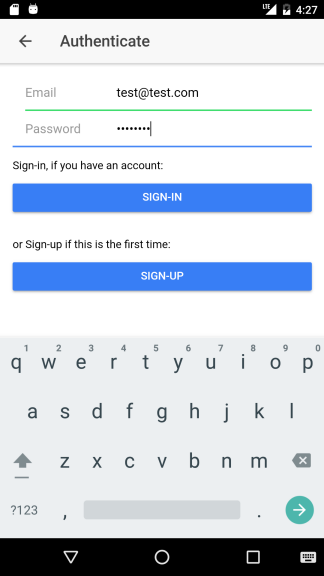 LTE 4:27
Authenticate
Email test@test.com
Password ••••••••
Sign-in, if you have an account:
SIGN-IN
or Sign-up if this is the first time:
SIGN-UP
1 2 3 4 5 6 7 8 9 0
q w e r t y u i o p
a s d f g h j k l
z x c v b n m
?123 , .